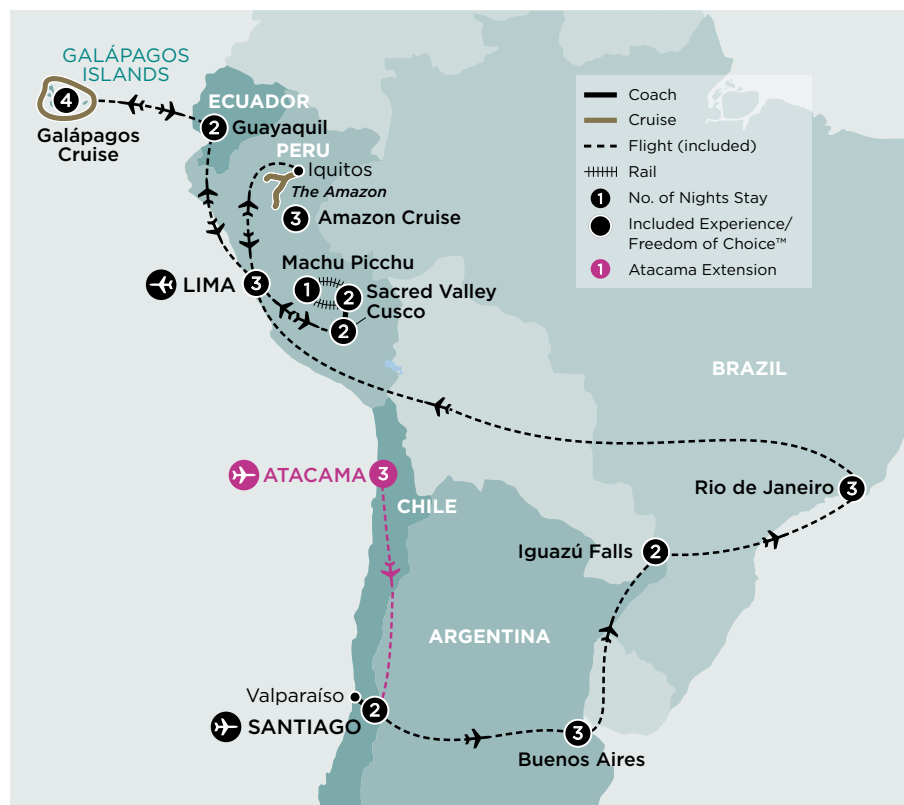 GALÁPAGOS
ISLANDS
4
Galápagos
Cruise
ECUADOR
2
Guayaquil
PERU
Iquitos
The Amazon
3
Amazon Cruise
Machu Picchu
1
2
Sacred Valley
Cusco
2
LIMA
3
Coach
Cruise
Flight (included)
Rail
1
No. of Nights Stay
Included Experience/
Freedom of Choice™
1
Atacama Extension
BRAZIL
ATACAMA
3
CHILE
Rio de Janeiro
3
Iguazú Falls
2
ARGENTINA
Valparaíso
2
SANTIAGO
3
Buenos Aires